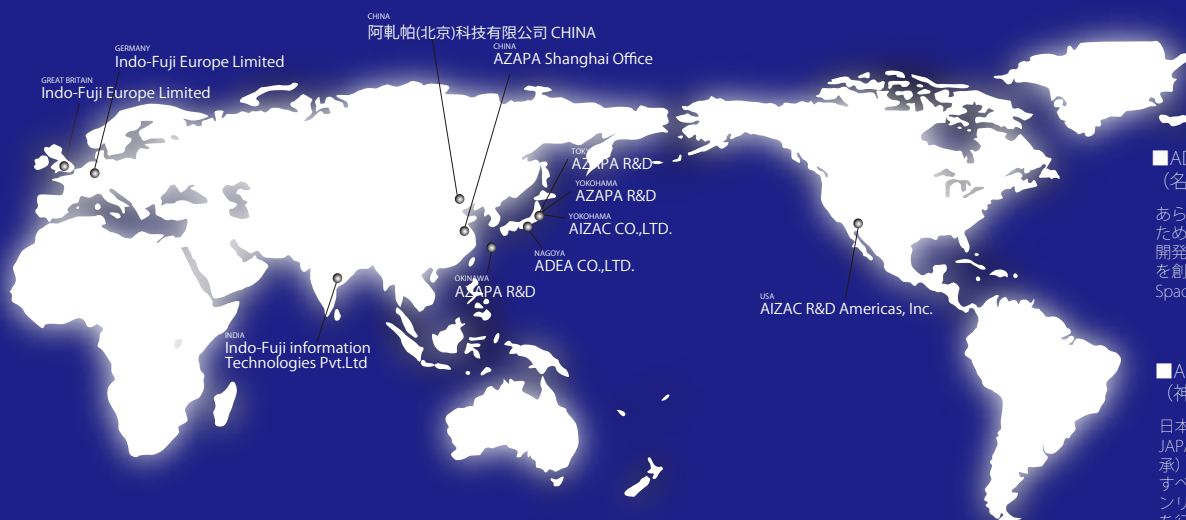 CHINA
阿軋帕(北京)科技有限公司 CHINA
CHINA
AZAPA Shanghai Office
GERMANY
Indo-Fuji Europe Limited
GREAT BRITAIN
Indo-Fuji Europe Limited
AZAPA R&D
YOKOHAMA
AZAPA R&D
YOKOHAMA
AIZAC CO.,LTD.
NAGOYA
ADEA CO.,LTD.
OKINAWA
AZAPA R&D
USA
AIZAC R&D Americas, Inc.
INDIA
Indo-Fuji information
Technologies Pvt.Ltd
■AD
（名
あら
ため
開発
を創
Spac
■A
（神
日本
JAPA
承）
すべ
ンリ